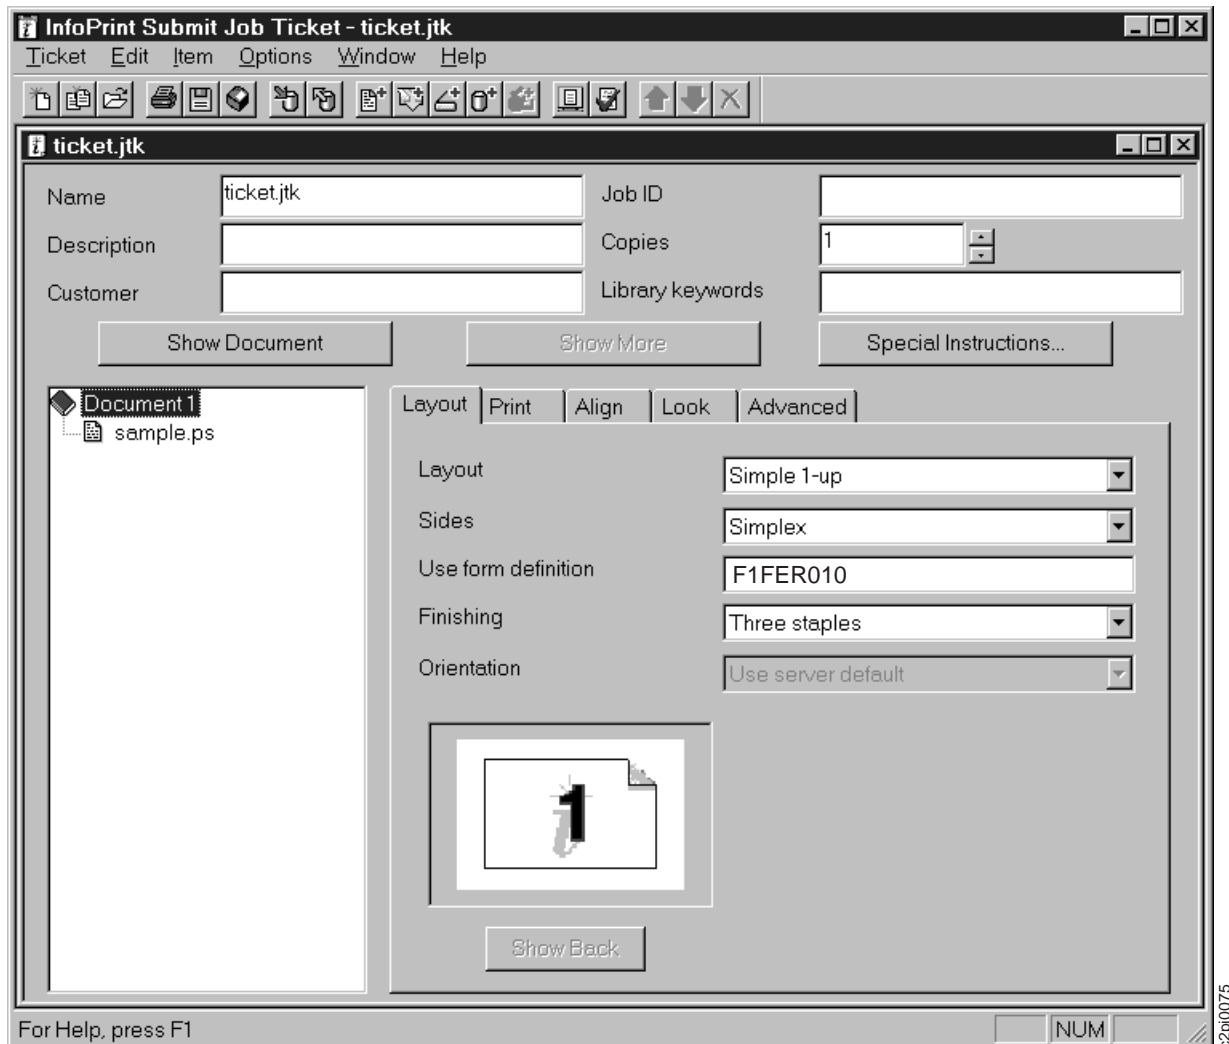 InfoPrint Submit Job Ticket - ticket.jtk
Ticket Edit Item Options Window Help
ticket.jtk
Name ticket.jtk Job ID
Description Copies 1
Customer Library keywords
Show Document Show More Special Instructions...
Document 1
sample.ps
Layout Print Align Look Advanced
Layout Simple 1-up
Sides Simplex
Use form definition F1FER010
Finishing Three staples
Orientation Use server default
1
Show Back
For Help, press F1 NUM
c2pi0075